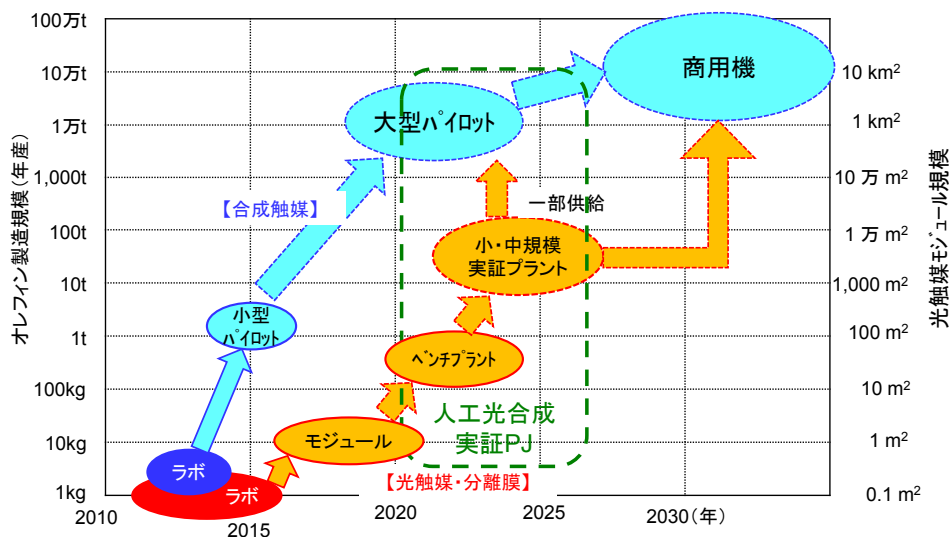 オレフィン製造規模(年産)
100万t
10万t
1万t
1,000t
100t
10t
1t
100kg
10kg
1kg
商用機
大型パイロット
【合成触媒】
一部供給
小・中規模
実証プラント
小型
パイロット
ベンチプラント
人工光合成
実証PJ
モジュール
ラボ
ラボ
【光触媒・分離膜】
10 km²
1 km²
10 万 m²
1 万 m²
1,000 m²
100 m²
10 m²
1 m²
0.1 m²
光触媒モジュール規模
2010
2015
2020
2025
2030(年)